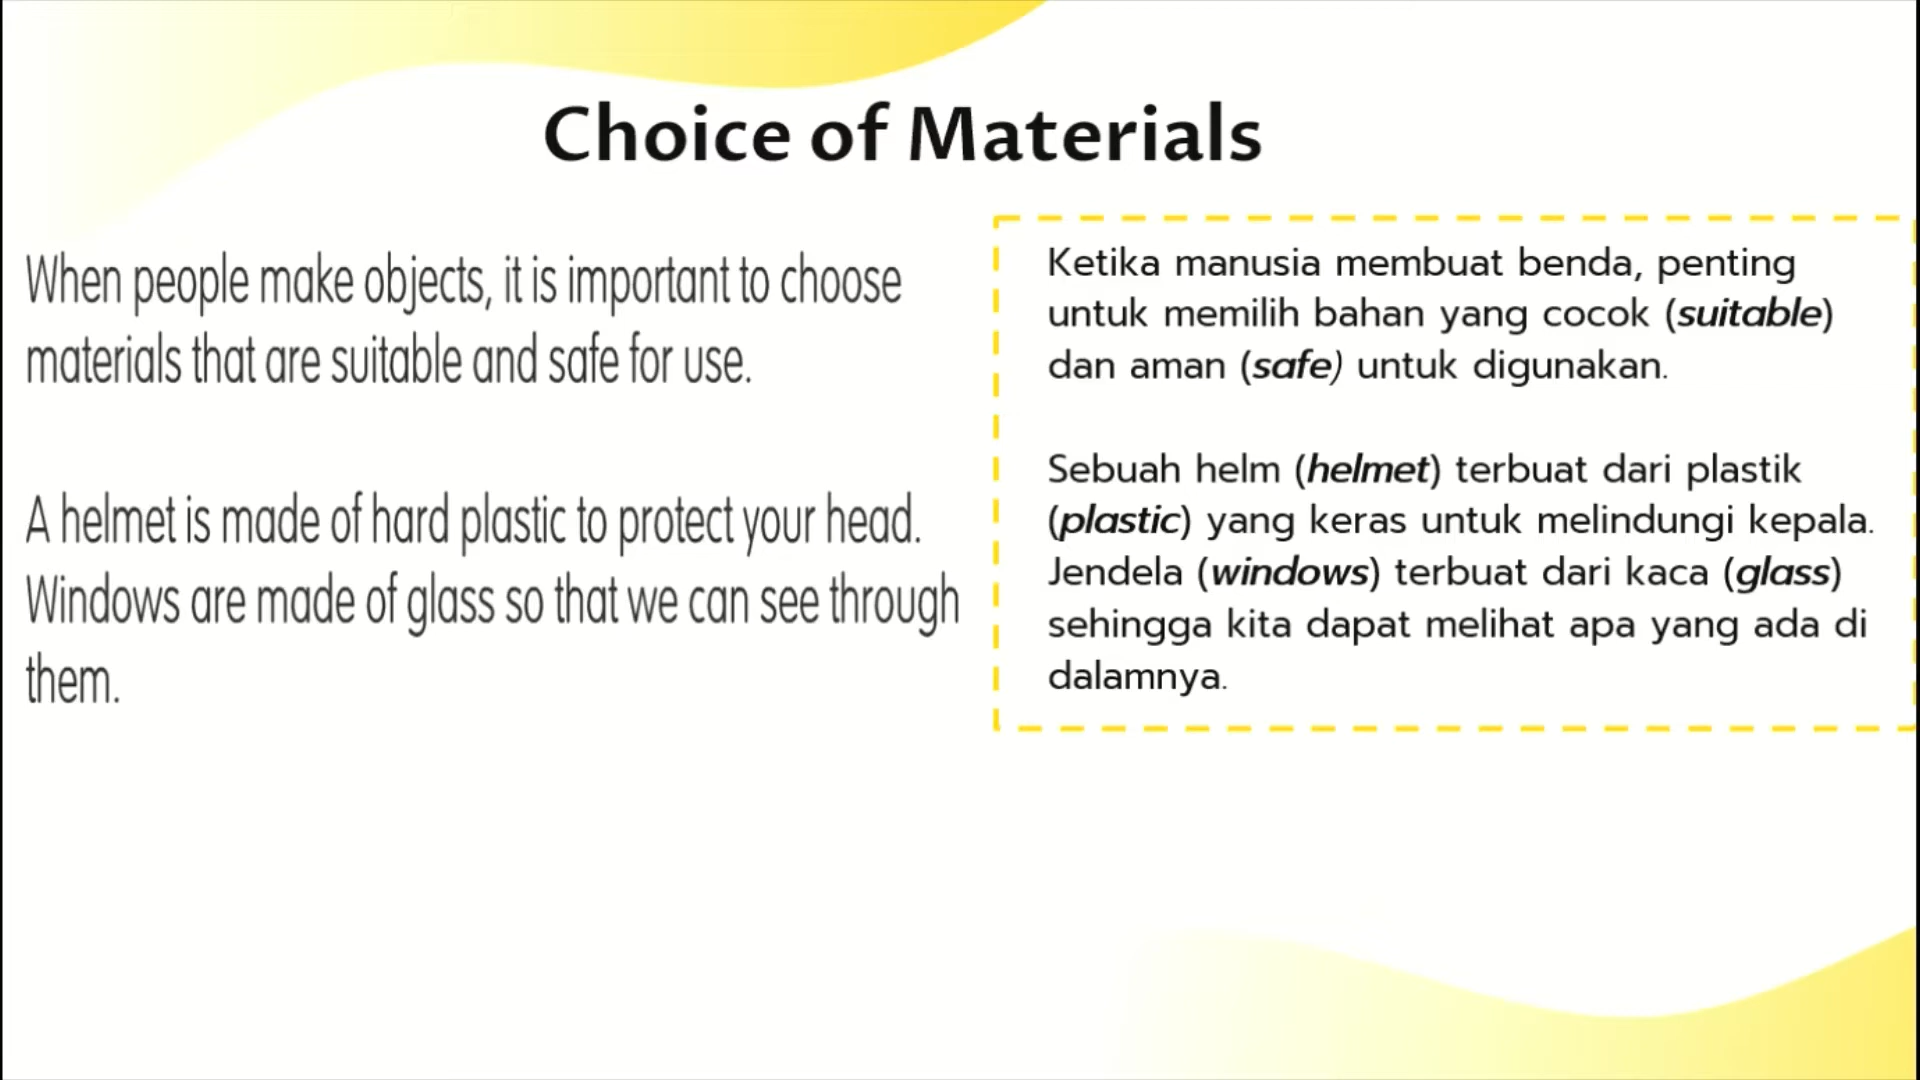 Choice of Materials
When people make objects, it is important to choose
materials that are suitable and safe for use.
A helmet is made of hard plastic to protect your head.
Windows are made of glass so that we can see through
them.
Ketika manusia membuat benda, penting
untuk memilih bahan yang cocok (suitable)
dan aman (safe) untuk digunakan.
Sebuah helm (helmet) terbuat dari plastik
(plastic) yang keras untuk melindungi kepala.
Jendela (windows) terbuat dari kaca (glass)
sehingga kita dapat melihat apa yang ada di
dalamnya.